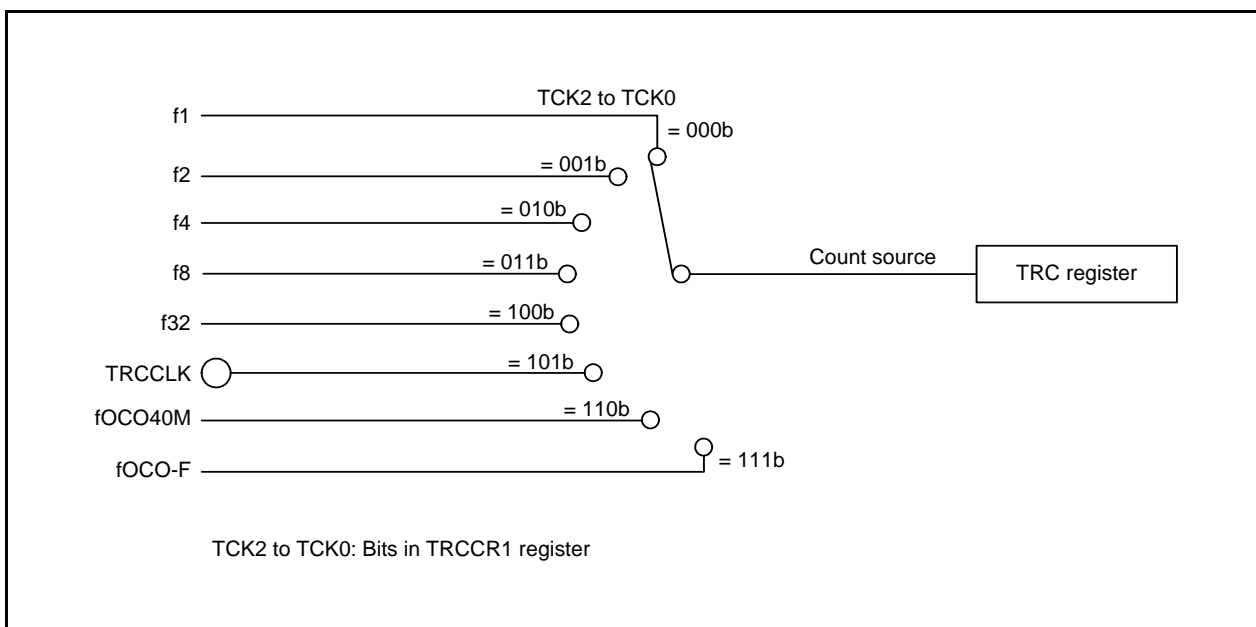 TCK2 to TCK0
f1
= 000b
f2
= 001b
f4
= 010b
f8
= 011b
Count source
TRC register
f32
= 100b
TRCCLK
= 101b
fOCO40M
= 110b
fOCO-F
= 111b
TCK2 to TCK0: Bits in TRCCR1 register